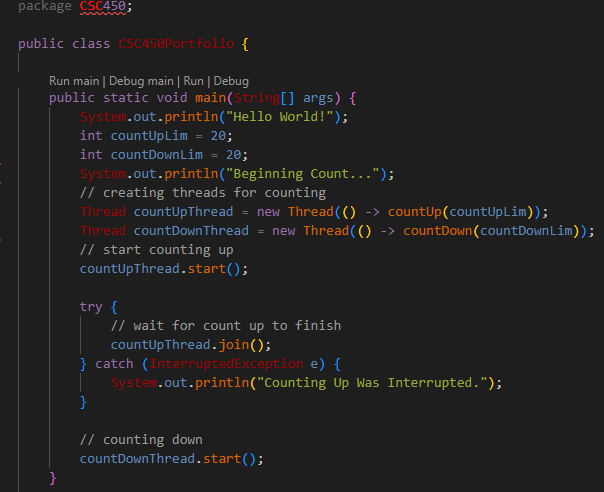 package CSC450;
public class CSC450Portfolio {
Run main | Debug main | Run | Debug
public static void main(String[] args) {
System.out.println("Hello World!");
int countUpLim = 20;
int countDownLim = 20;
System.out.println("Beginning Count...");
// creating threads for counting
Thread countUpThread = new Thread(() -> countUp(countUpLim));
Thread countDownThread = new Thread(() -> countDown(countDownLim));
// start counting up
countUpThread.start();
try {
// wait for count up to finish
countUpThread.join();
} catch (InterruptedException e) {
System.out.println("Counting Up Was Interrupted.");
}
// counting down
countDownThread.start();
}